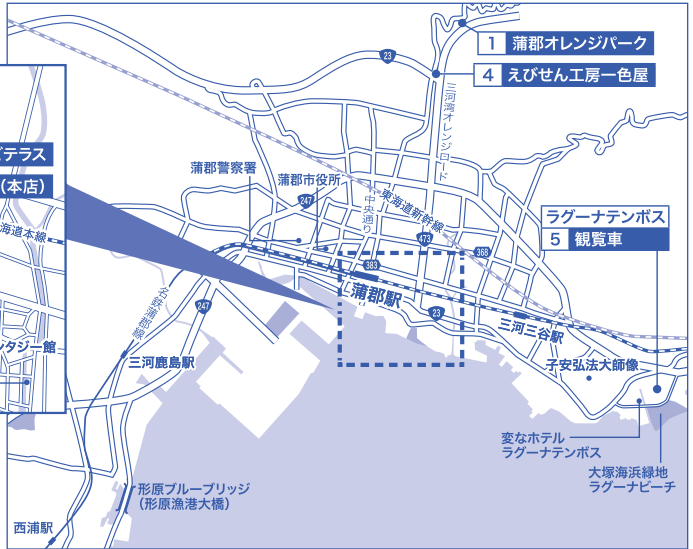 1 蒲郡オレンジパーク
4 えびせん工房一色屋
23
三河湾オレンジロード
テラス
(本店)
蒲郡警察署
蒲郡市役所
247
中央通り
東海道新幹線
473
368
ラグーナテンボス
5 観覧車
海道本線
383
蒲郡駅
23
名鉄蒲郡線
247
三河三谷駅
タジー館
三河鹿島駅
子安弘法大師像
変なホテル
ラグーナテンボス
大塚海浜緑地
ラグーナビーチ
形原ブルーブリッジ
(形原漁港大橋)
西浦駅